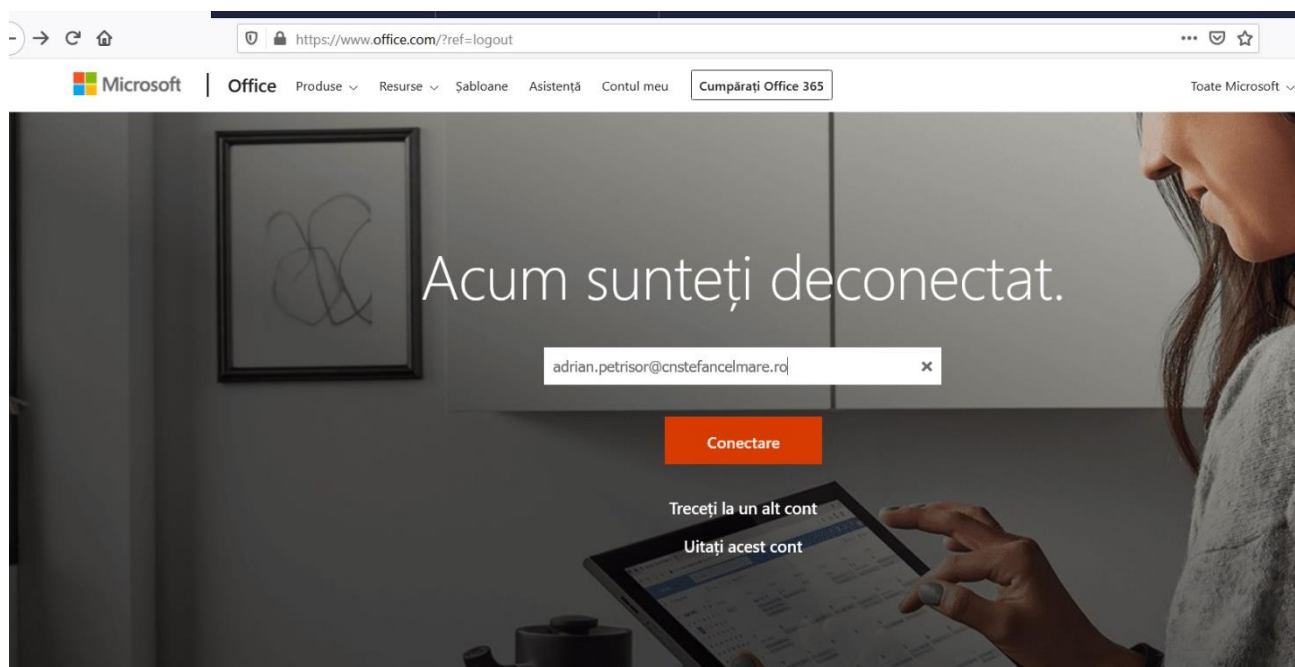 https://www.office.com/?ref=logout
Microsoft | Office Produse Resurse Șabloane Asistență Contul meu Cumpărați Office 365 Toate Microsoft
Acum sunteți deconectat.
adrian.petrisor@cnstefancelmare.ro
Conectare
Treceți la un alt cont
Uitați acest cont